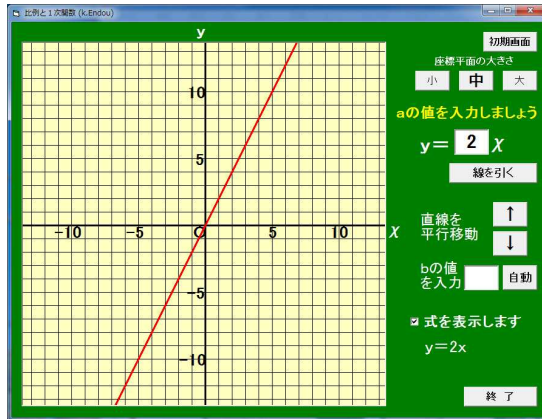 比例と１次関数 (k.Endou)
初期画面
座標平面の大きさ
小 中 大
aの値を入力しましょう
y＝ 2 χ
線を引く
直線を
平行移動
↑
↓
bの値
を入力
自動
式を表示します
y＝2x
終 了
y
10
5
-10 -5 O 5 10 χ
-5
-10